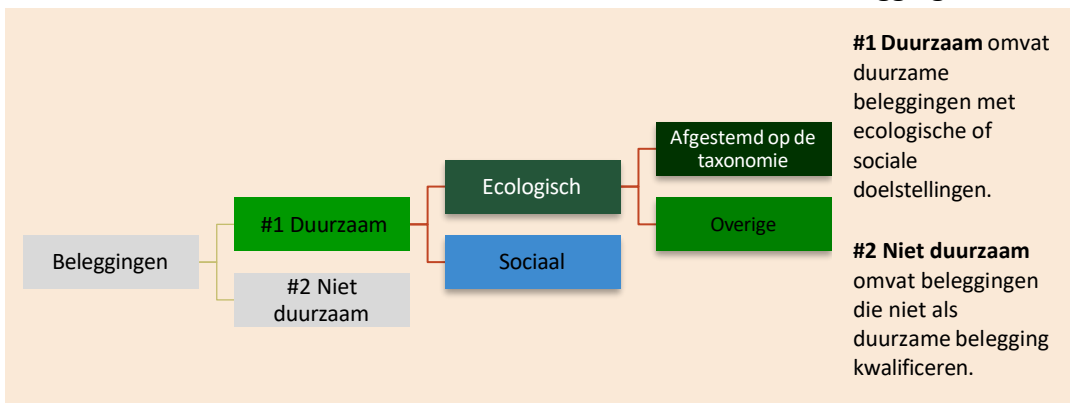 Beleggingen
#1 Duurzaam
#2 Niet
duurzaam
Ecologisch
Sociaal
Afgestemd op de
taxonomie
Overige
#1 Duurzaam omvat
duurzame
beleggingen met
ecologische of
sociale
doelstellingen.
#2 Niet duurzaam
omvat beleggingen
die niet als
duurzame belegging
kwalificeren.